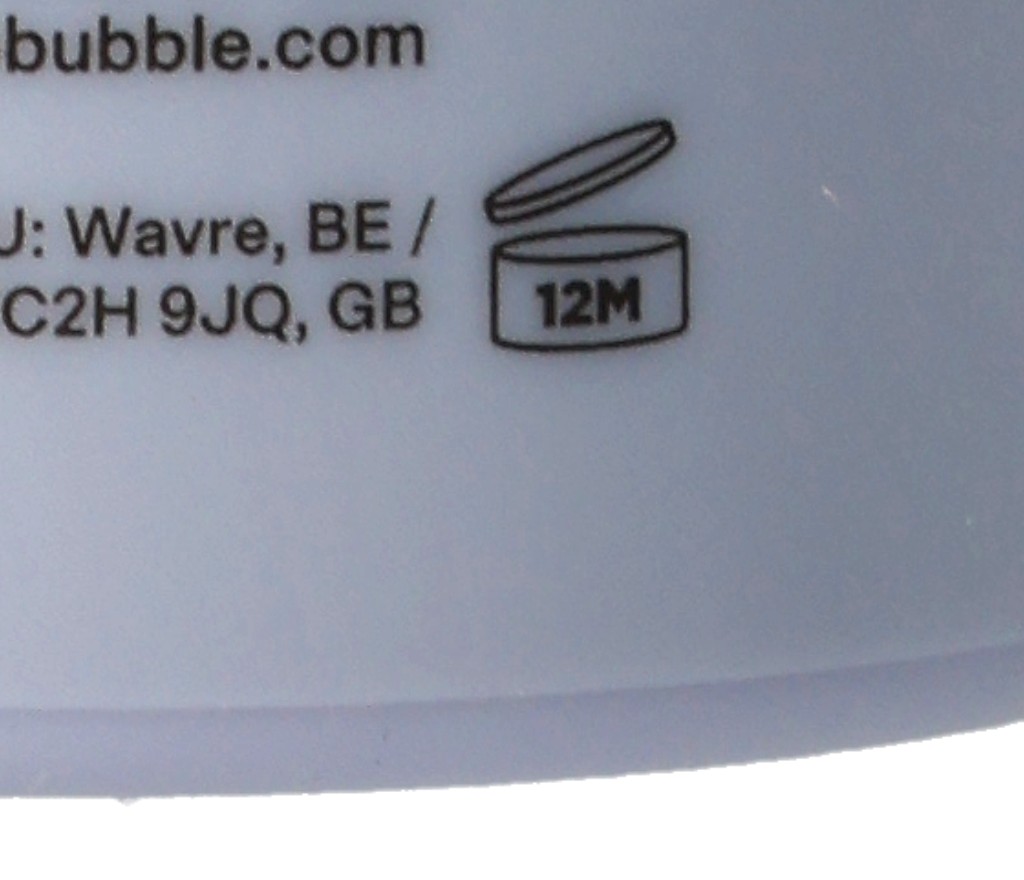 bubble.com
U: Wavre, BE /
C2H 9JQ, GB
12M